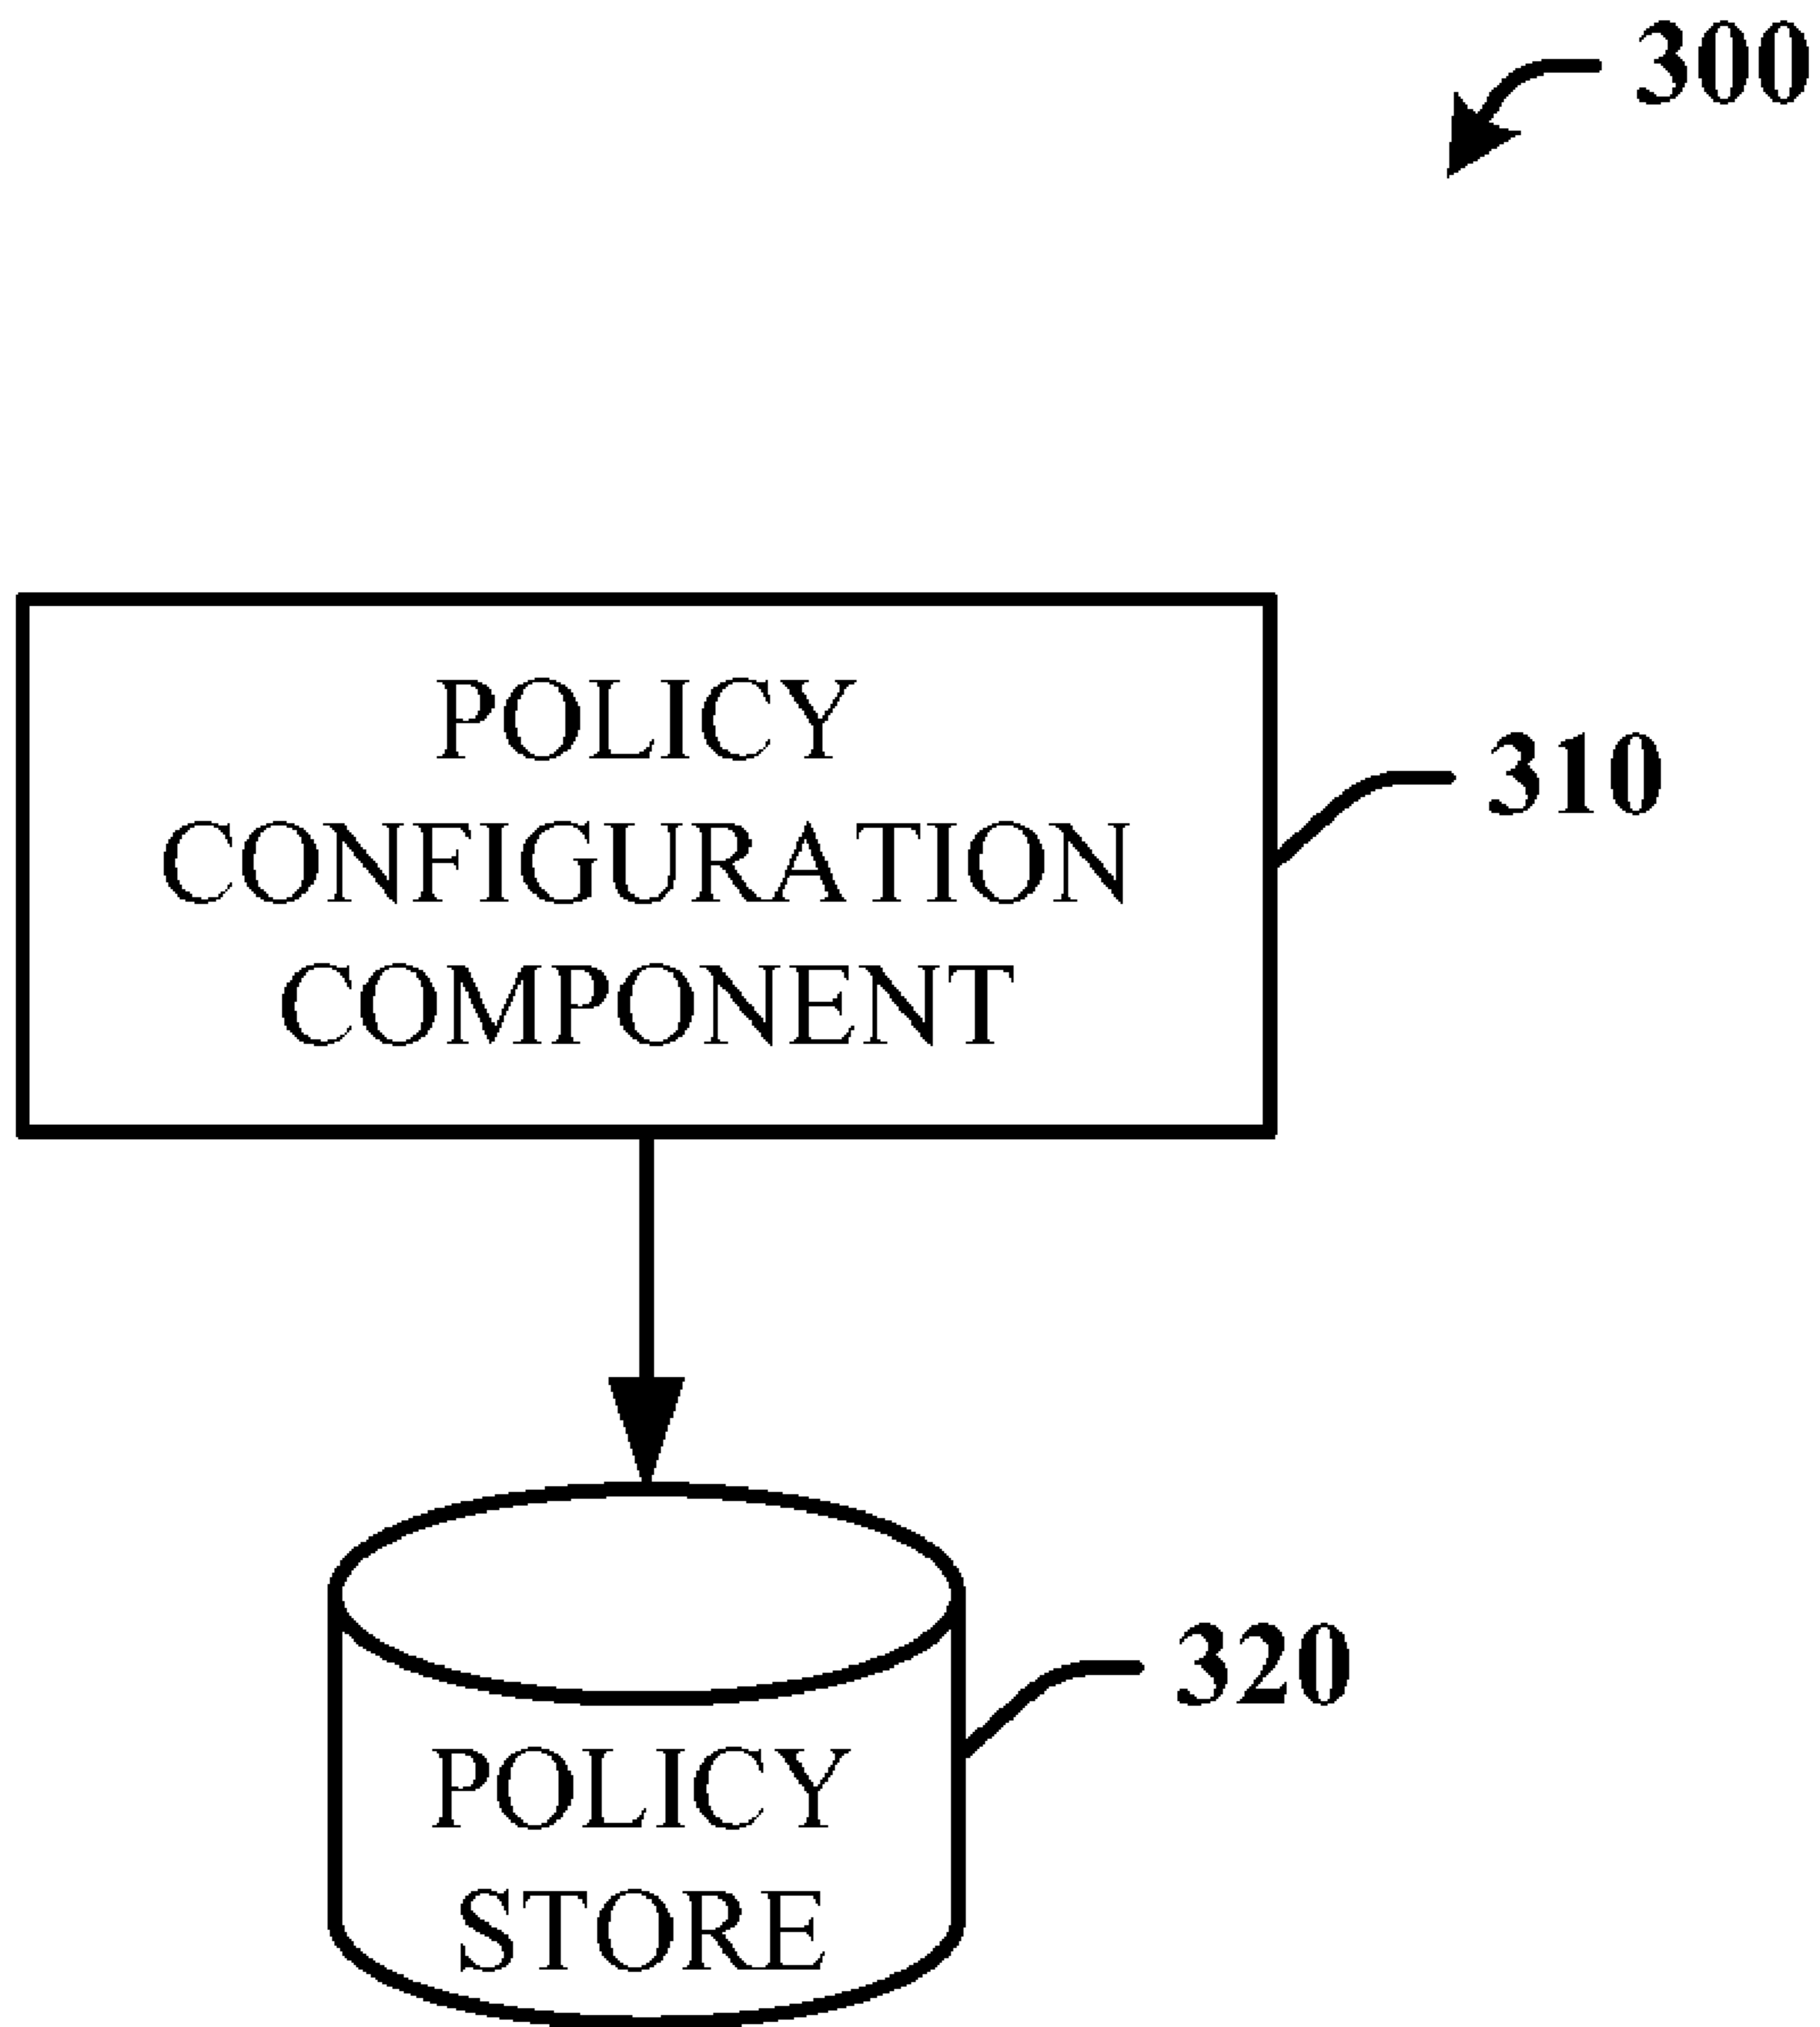 300
POLICY
CONFIGURATION
COMPONENT
310
POLICY
STORE
320